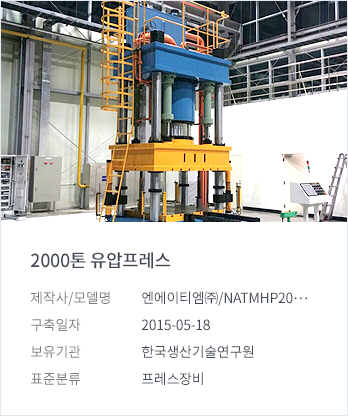 2000톤 유압프레스
제작사/모델명 엔에이티엠㈜/NATMHP20···
구축일자 2015-05-18
보유기관 한국생산기술연구원
표준분류 프레스장비